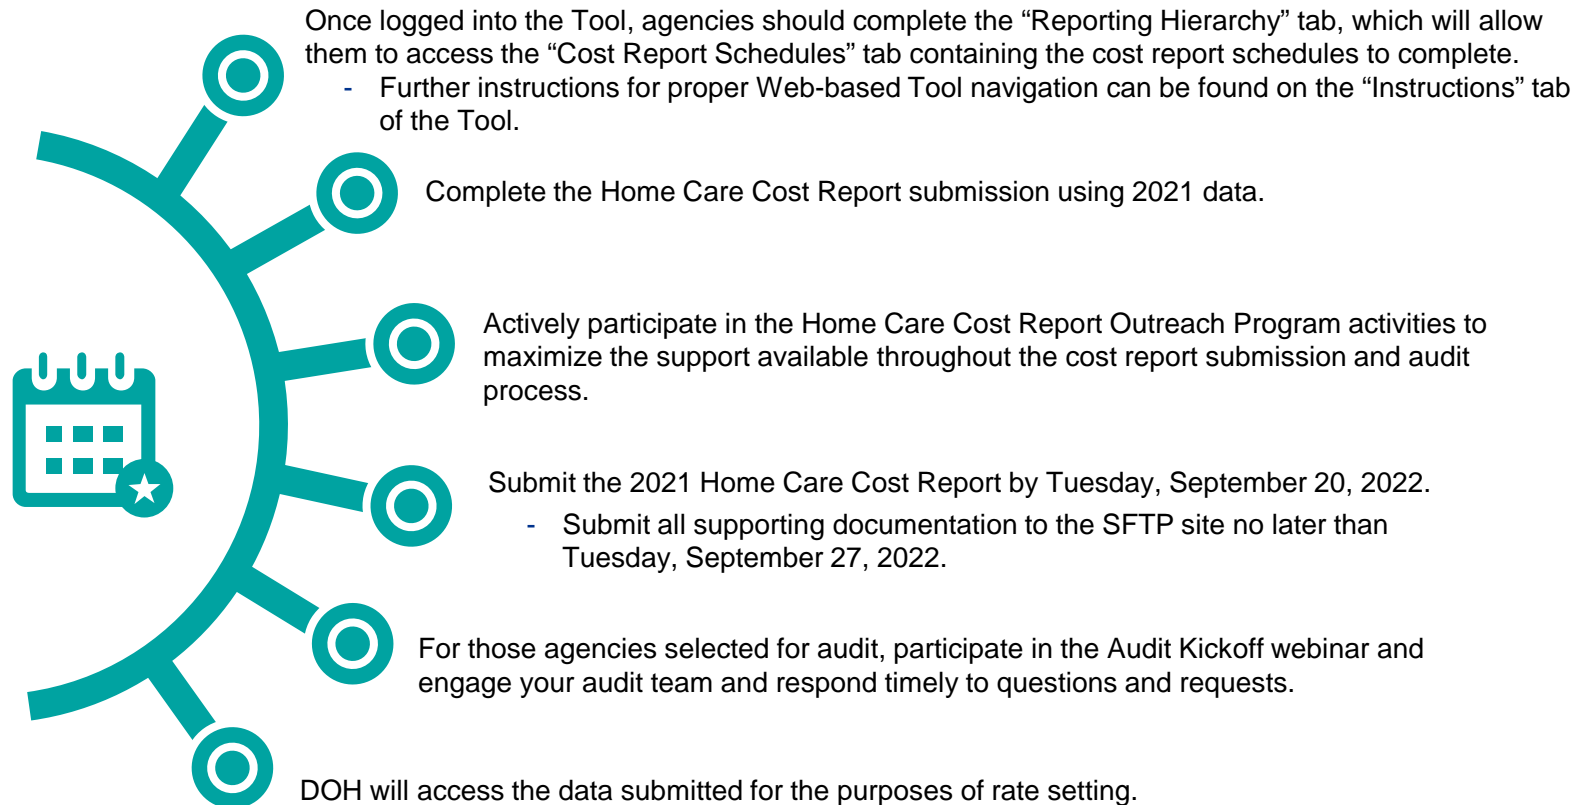 Once logged into the Tool, agencies should complete the “Reporting Hierarchy” tab, which will allow
them to access the “Cost Report Schedules” tab containing the cost report schedules to complete.
- Further instructions for proper Web-based Tool navigation can be found on the “Instructions” tab
of the Tool.
Complete the Home Care Cost Report submission using 2021 data.
Actively participate in the Home Care Cost Report Outreach Program activities to
maximize the support available throughout the cost report submission and audit
process.
Submit the 2021 Home Care Cost Report by Tuesday, September 20, 2022.
- Submit all supporting documentation to the SFTP site no later than
Tuesday, September 27, 2022.
For those agencies selected for audit, participate in the Audit Kickoff webinar and
engage your audit team and respond timely to questions and requests.
DOH will access the data submitted for the purposes of rate setting.